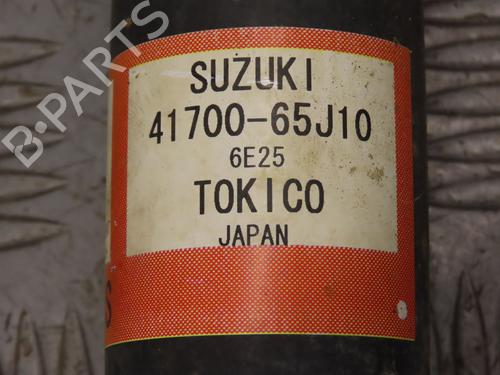 SUZUKI
41700-65J10
6E25
TOKICO
JAPAN
B-PARTS